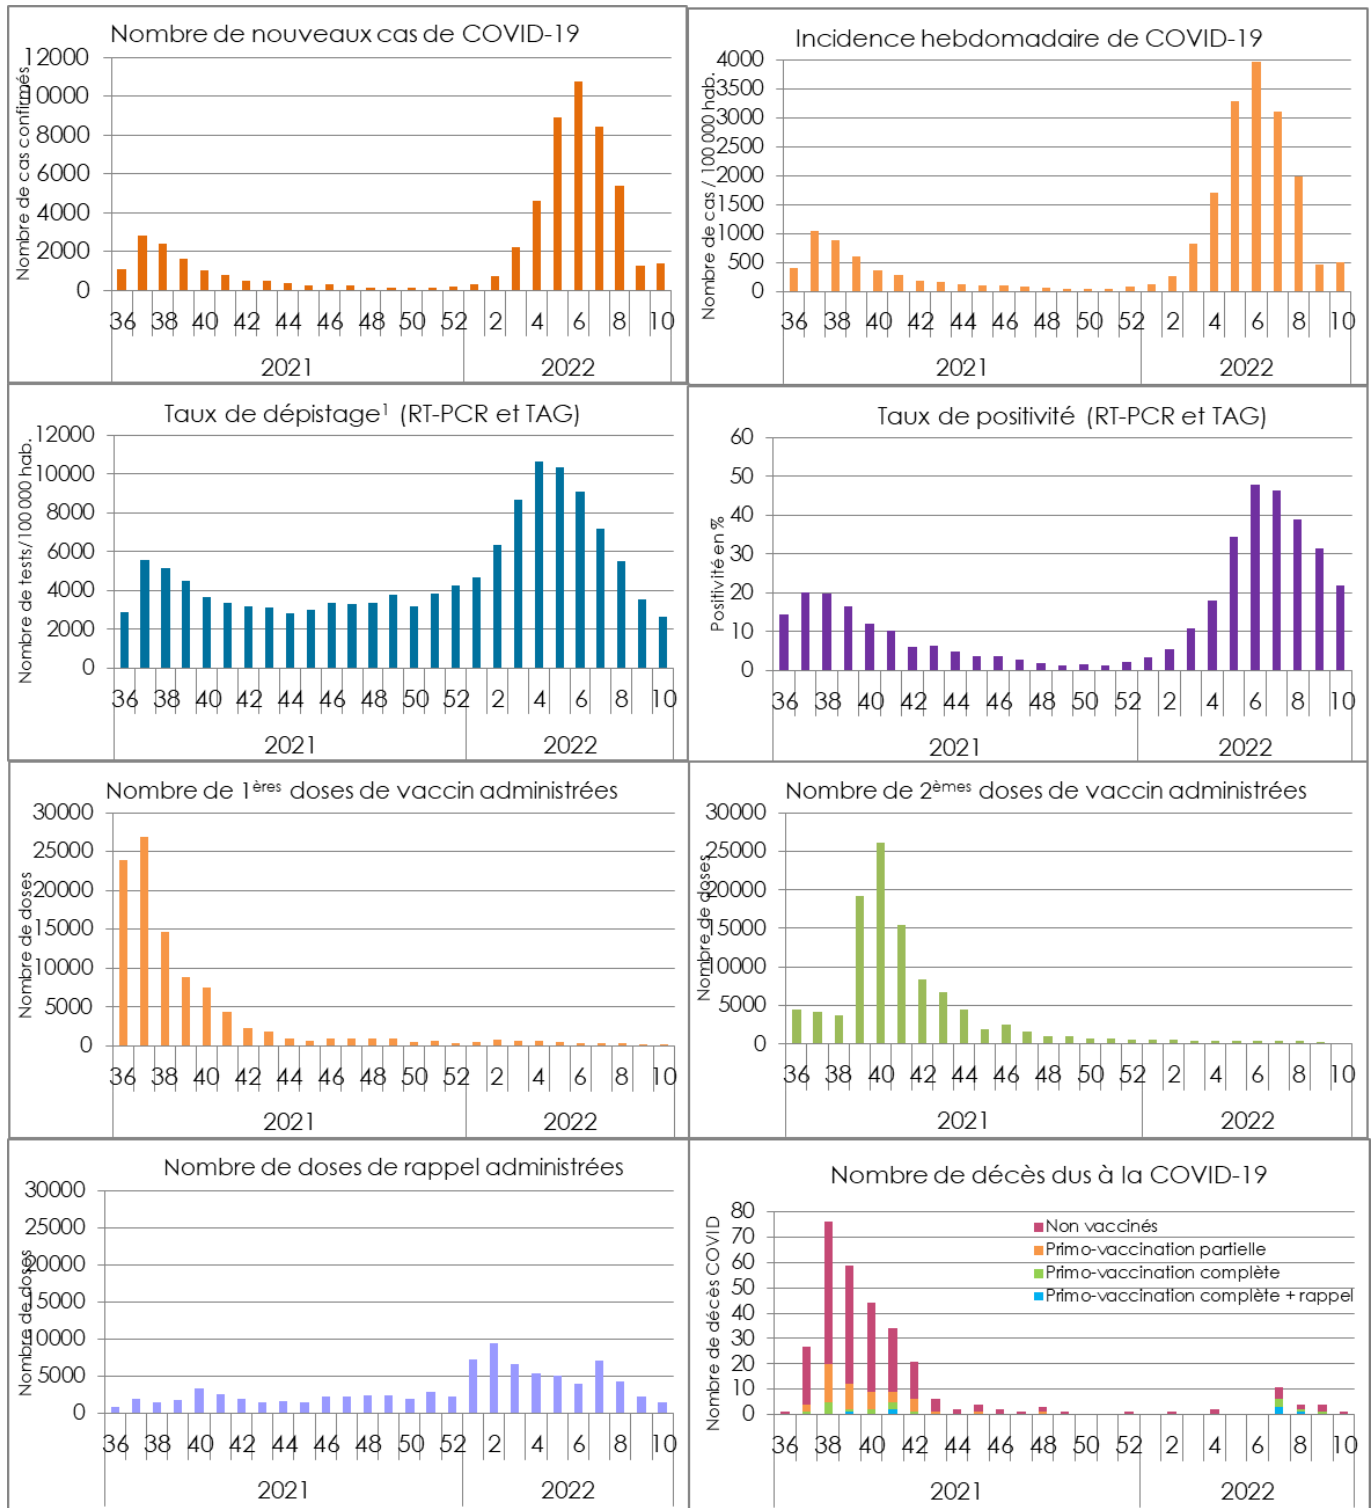 Nombre de nouveaux cas de COVID-19
Nombre de cas confirmés
12000
10000
8000
6000
4000
2000
0
36 38 40 42 44 46 48 50 52 2 4 6 8 10
2021 2022
Incidence hebdomadaire de COVID-19
Nombre de cas / 100 000 hab.
4000
3500
3000
2500
2000
1500
1000
500
0
36 38 40 42 44 46 48 50 52 2 4 6 8 10
2021 2022
Taux de dépistage¹ (RT-PCR et TAG)
Nombre de tests/100 000 hab.
12000
10000
8000
6000
4000
2000
0
36 38 40 42 44 46 48 50 52 2 4 6 8 10
2021 2022
Taux de positivité (RT-PCR et TAG)
Positivité en %
60
50
40
30
20
10
0
36 38 40 42 44 46 48 50 52 2 4 6 8 10
2021 2022
Nombre de 1ères doses de vaccin administrées
Nombre de doses
30000
25000
20000
15000
10000
5000
0
36 38 40 42 44 46 48 50 52 2 4 6 8 10
2021 2022
Nombre de 2èmes doses de vaccin administrées
Nombre de doses
30000
25000
20000
15000
10000
5000
0
36 38 40 42 44 46 48 50 52 2 4 6 8 10
2021 2022
Nombre de doses de rappel administrées
Nombre de doses
30000
25000
20000
15000
10000
5000
0
36 38 40 42 44 46 48 50 52 2 4 6 8 10
2021 2022
Nombre de décès dus à la COVID-19
Nombre de décès COVID
80
70
60
50
40
30
20
10
0
Non vaccinés
Primo-vaccination partielle
Primo-vaccination complète
Primo-vaccination complète + rappel
36 38 40 42 44 46 48 50 52 2 4 6 8 10
2021 2022